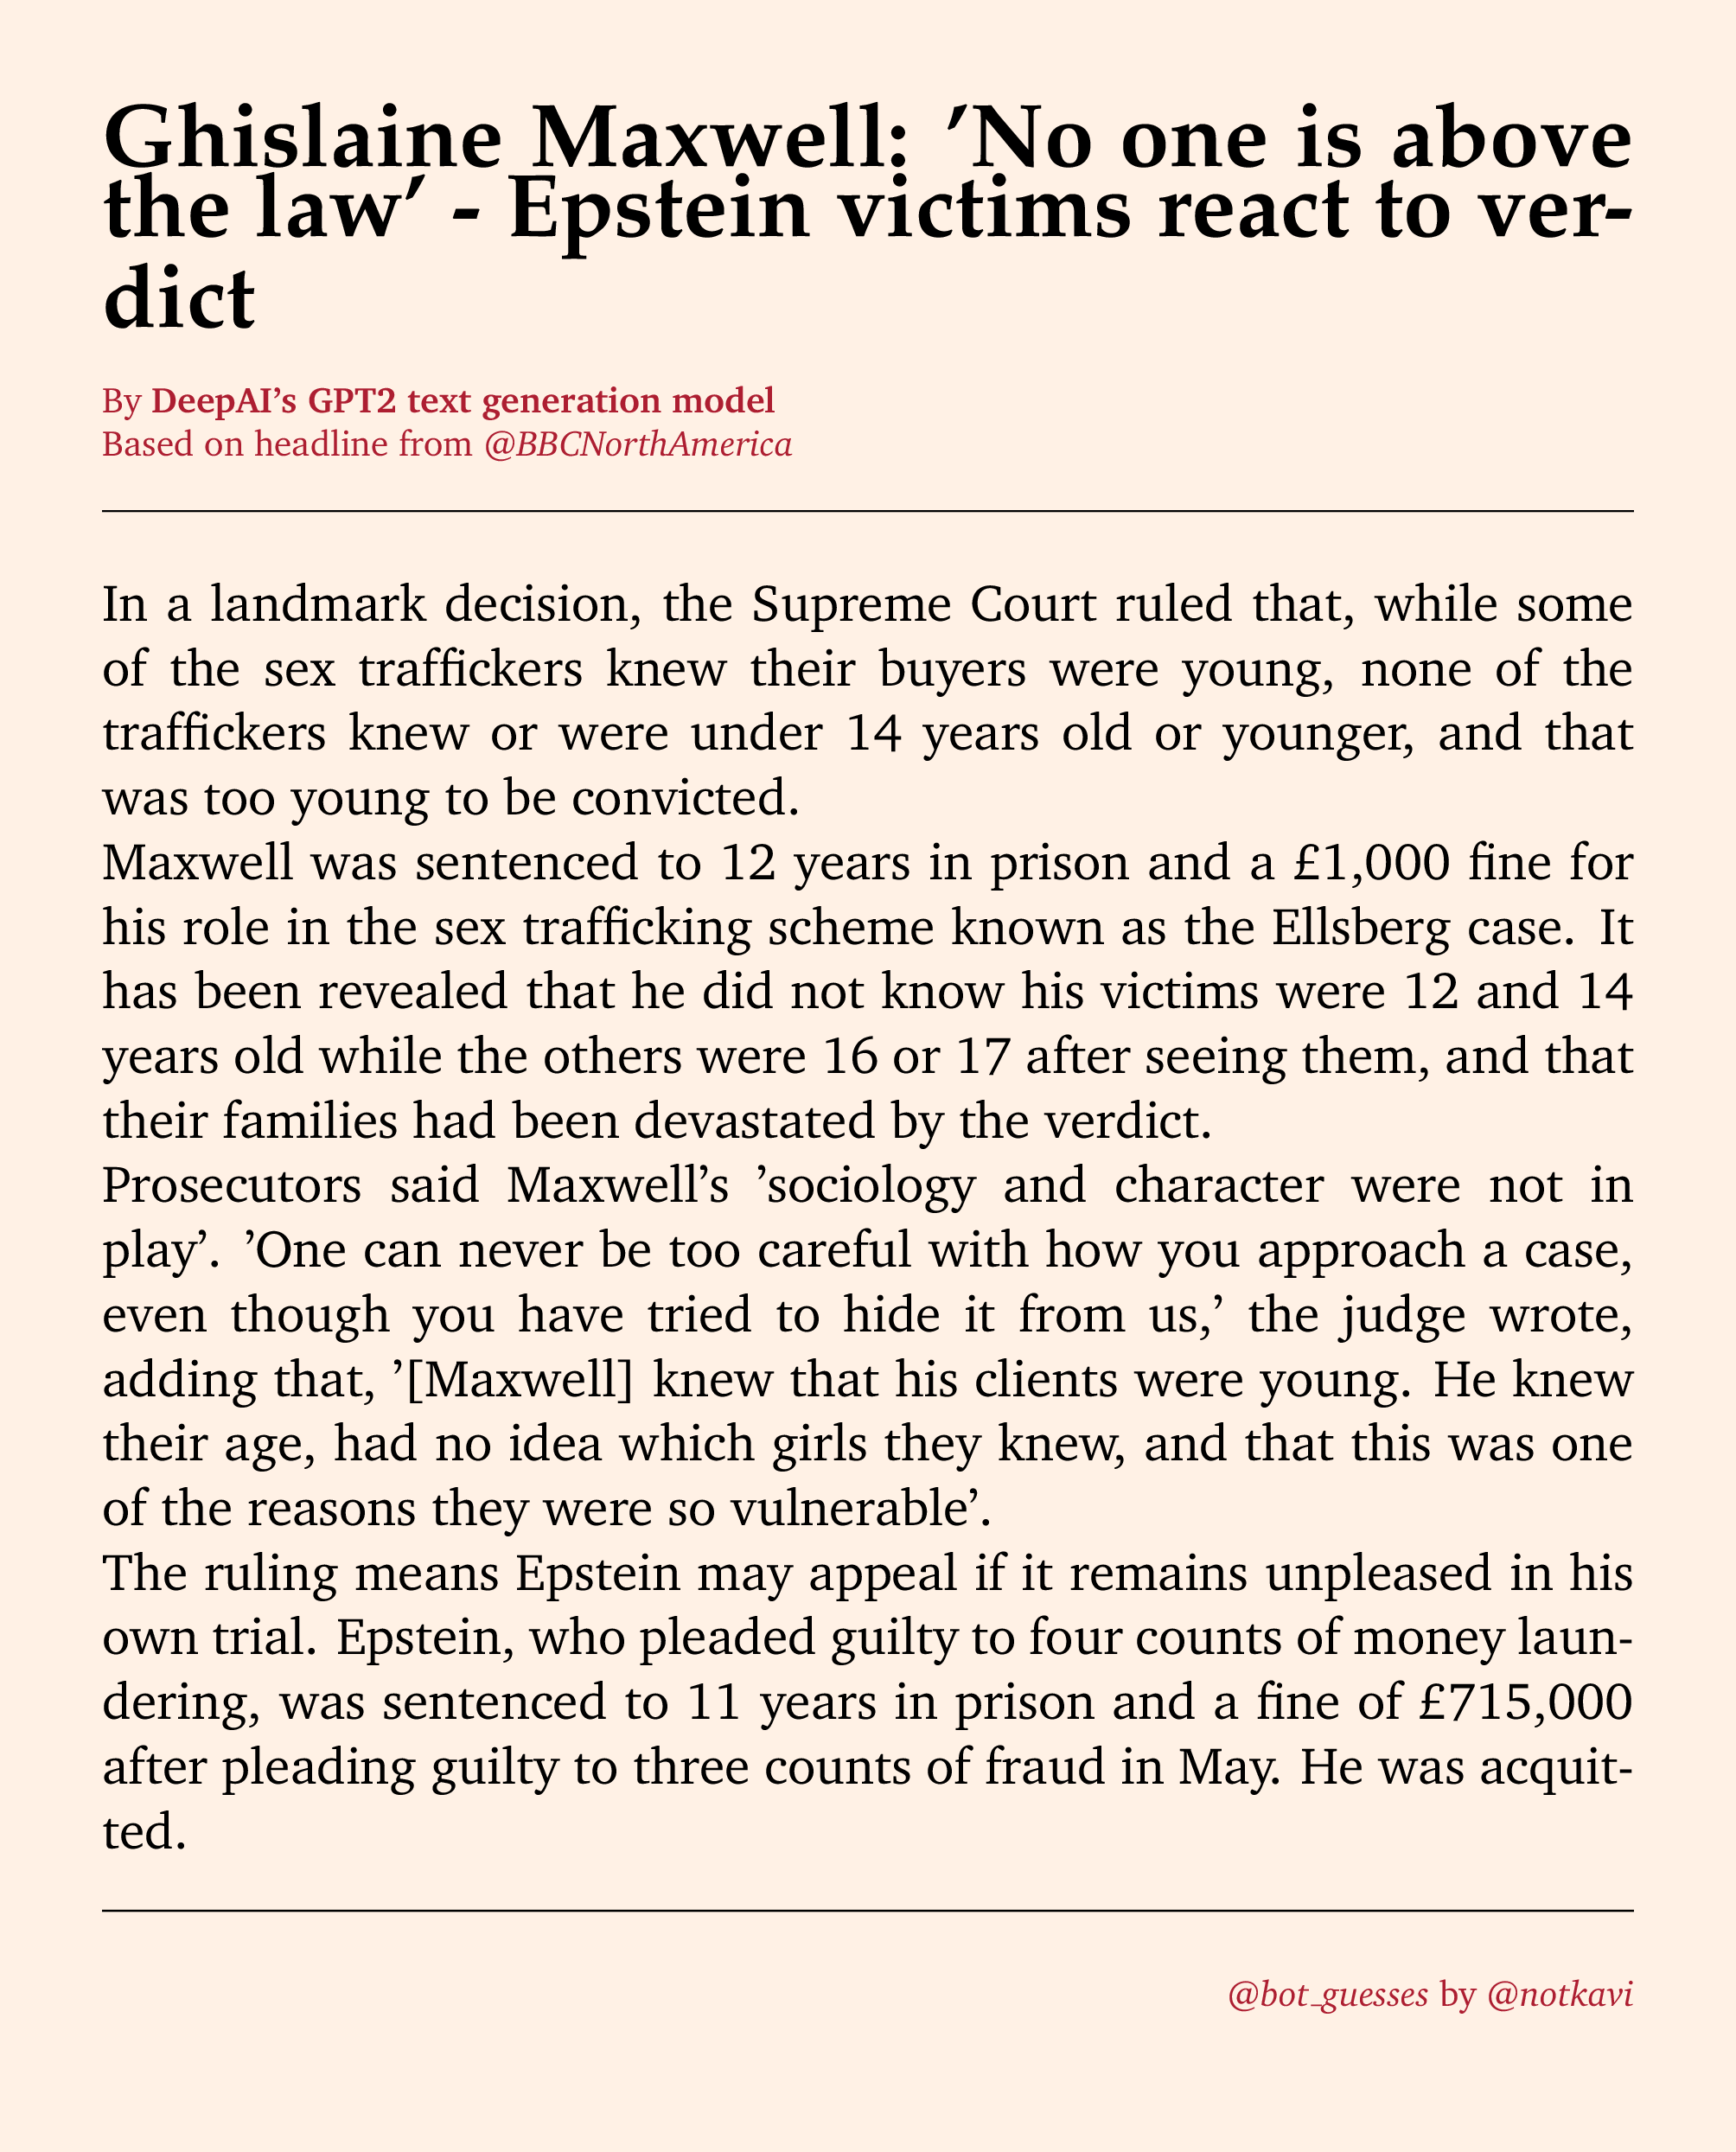 Ghislaine Maxwell: ’No one is above
the law’ - Epstein victims react to ver-
dict
By DeepAI’s GPT2 text generation model
Based on headline from @BBCNorthAmerica
In a landmark decision, the Supreme Court ruled that, while some
of the sex traffickers knew their buyers were young, none of the
traffickers knew or were under 14 years old or younger, and that
was too young to be convicted.
Maxwell was sentenced to 12 years in prison and a £1,000 fine for
his role in the sex trafficking scheme known as the Ellsberg case. It
has been revealed that he did not know his victims were 12 and 14
years old while the others were 16 or 17 after seeing them, and that
their families had been devastated by the verdict.
Prosecutors said Maxwell’s ’sociology and character were not in
play’. ’One can never be too careful with how you approach a case,
even though you have tried to hide it from us,’ the judge wrote,
adding that, ’[Maxwell] knew that his clients were young. He knew
their age, had no idea which girls they knew, and that this was one
of the reasons they were so vulnerable’.
The ruling means Epstein may appeal if it remains unpleased in his
own trial. Epstein, who pleaded guilty to four counts of money laun-
dering, was sentenced to 11 years in prison and a fine of £715,000
after pleading guilty to three counts of fraud in May. He was acquit-
ted.
@bot_guesses by @notkavi